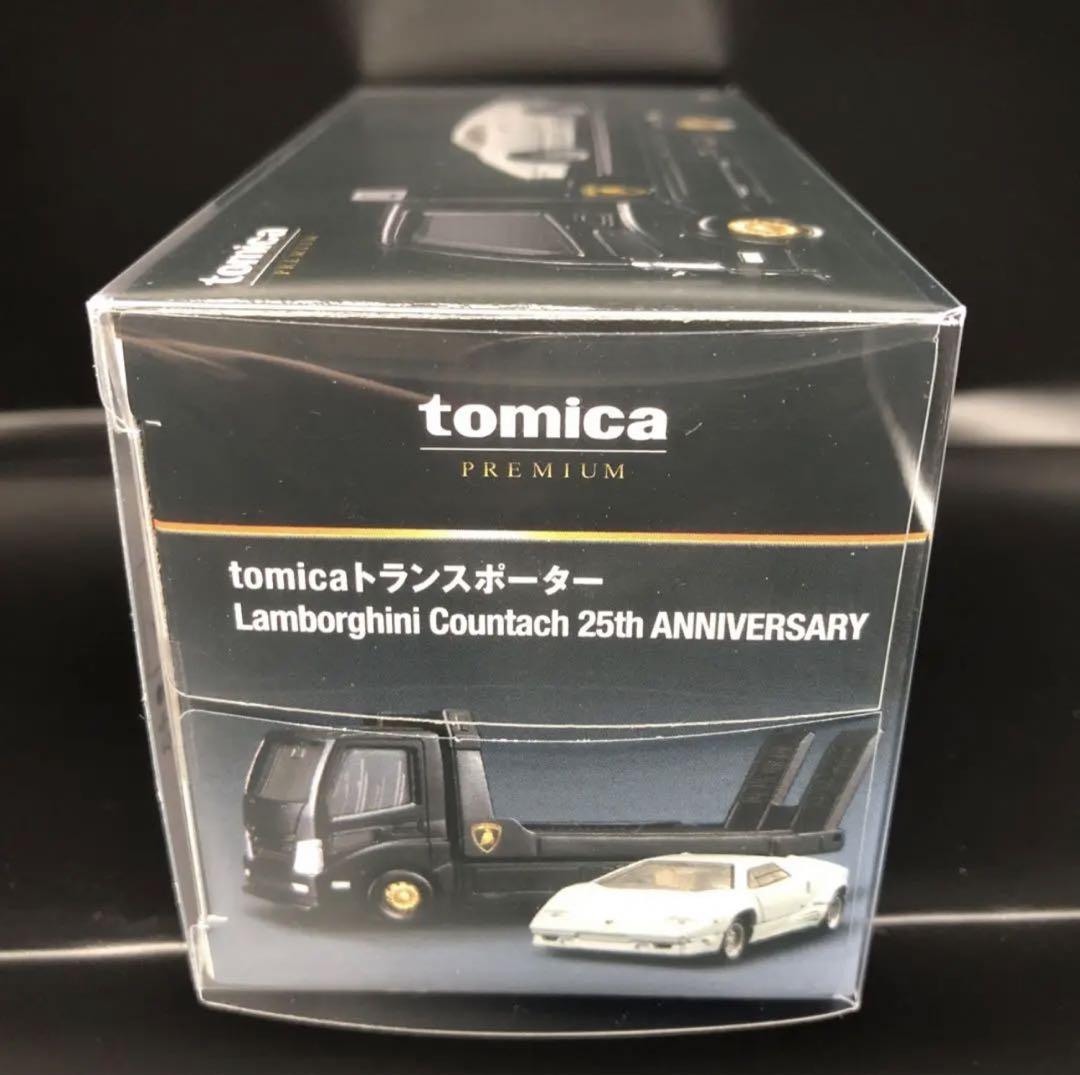 tomica
PREMIUM
tomica
PREMIUM
tomicaトランスポーター
Lamborghini Countach 25th ANNIVERSARY